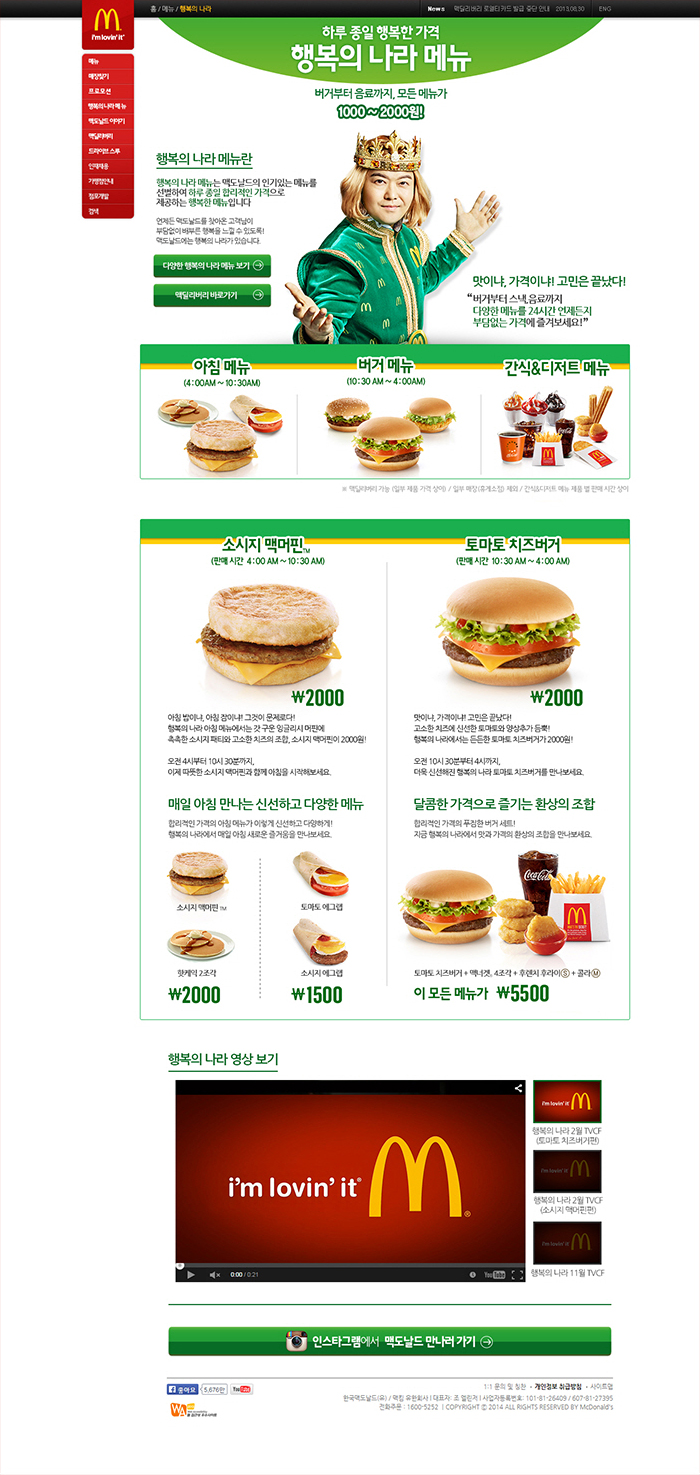 홈 / 메뉴 / 행복의 나라
News 맥딜리버리 로열티카드 발급 중단 안내 2013.08.30 ENG
M
i'm lovin' it
메뉴
매장찾기
프로모션
행복의 나라 메뉴
맥도날드 이야기
맥딜리버리
드라이브 스루
인재채용
가맹점안내
점포개발
검색
하루 종일 행복한 가격
행복의 나라 메뉴
버거부터 음료까지, 모든 메뉴가
1000 ~ 2000원!
행복의 나라 메뉴란
행복의 나라 메뉴는 맥도날드의 인기있는 메뉴를
선별하여 하루 종일 합리적인 가격으로
제공하는 행복한 메뉴입니다
언제든 맥도날드를 찾아온 고객님이
부담없이 배부른 행복을 느낄 수 있도록!
맥도날드에는 행복의 나라가 있습니다.
다양한 행복의 나라 메뉴 보기
맥딜리버리 바로가기
맛이냐, 가격이냐! 고민은 끝났다!
“버거부터 스낵,음료까지
다양한 메뉴를 24시간 언제든지
부담없는 가격에 즐겨보세요!”
아침 메뉴
(4:00AM ~ 10:30AM)
버거 메뉴
(10:30 AM ~ 4:00AM)
간식&디저트 메뉴
※ 맥딜리버리 가능 (일부 제품 가격 상이) / 일부 매장(휴게소점) 제외 / 간식&디저트 메뉴 제품 별 판매 시간 상이
소시지 맥머핀TM
(판매 시간 4:00 AM ~ 10:30 AM)
₩2000
아침 밥이냐, 아침 잠이냐! 그것이 문제로다!
행복의 나라 아침 메뉴에서는 갓 구운 잉글리시 머핀에
촉촉한 소시지 패티와 고소한 치즈의 조합, 소시지 맥머핀이 2000원!
오전 4시부터 10시 30분까지,
이제 따뜻한 소시지 맥머핀과 함께 아침을 시작해보세요.
매일 아침 만나는 신선하고 다양한 메뉴
합리적인 가격의 아침 메뉴가 이렇게 신선하고 다양하게!
행복의 나라에서 매일 아침 새로운 즐거움을 만나보세요.
소시지 맥머핀 TM
토마토 에그랩
핫케익 2조각
소시지 에그랩
₩2000
₩1500
토마토 치즈버거
(판매 시간 10:30 AM ~ 4:00 AM)
₩2000
맛이냐, 가격이냐! 고민은 끝났다!
고소한 치즈에 신선한 토마토와 양상추가 듬뿍!
행복의 나라에서는 든든한 토마토 치즈버거가 2000원!
오전 10시 30분부터 4시까지,
더욱 신선해진 행복의 나라 토마토 치즈버거를 만나보세요.
달콤한 가격으로 즐기는 환상의 조합
합리적인 가격의 푸짐한 버거 세트!
지금 행복의 나라에서 맛과 가격의 환상의 조합을 만나보세요.
Coca-Cola
토마토 치즈버거 + 맥너겟, 4조각 + 후렌치 후라이 S + 콜라 M
이 모든 메뉴가 ₩5500
행복의 나라 영상 보기
i'm lovin' it®
0:00 / 0:21
YouTube
i'm lovin' it
행복의 나라 2월 TVCF
(토마토 치즈버거편)
i'm lovin' it
행복의 나라 2월 TVCF
(소시지 맥머핀편)
i'm lovin' it
행복의 나라 11월 TVCF
인스타그램에서 맥도날드 만나러 가기
좋아요 5,676만 YouTube
WA
1:1 문의 및 칭찬 • 개인정보 취급방침 • 사이트맵
한국맥도날드(유) / 맥킴 유한회사 | 대표자: 조 엘린저 | 사업자등록번호: 101-81-26409 / 607-81-27395
전화주문 : 1600-5252 | COPYRIGHT © 2014 ALL RIGHTS RESERVED BY McDonald's